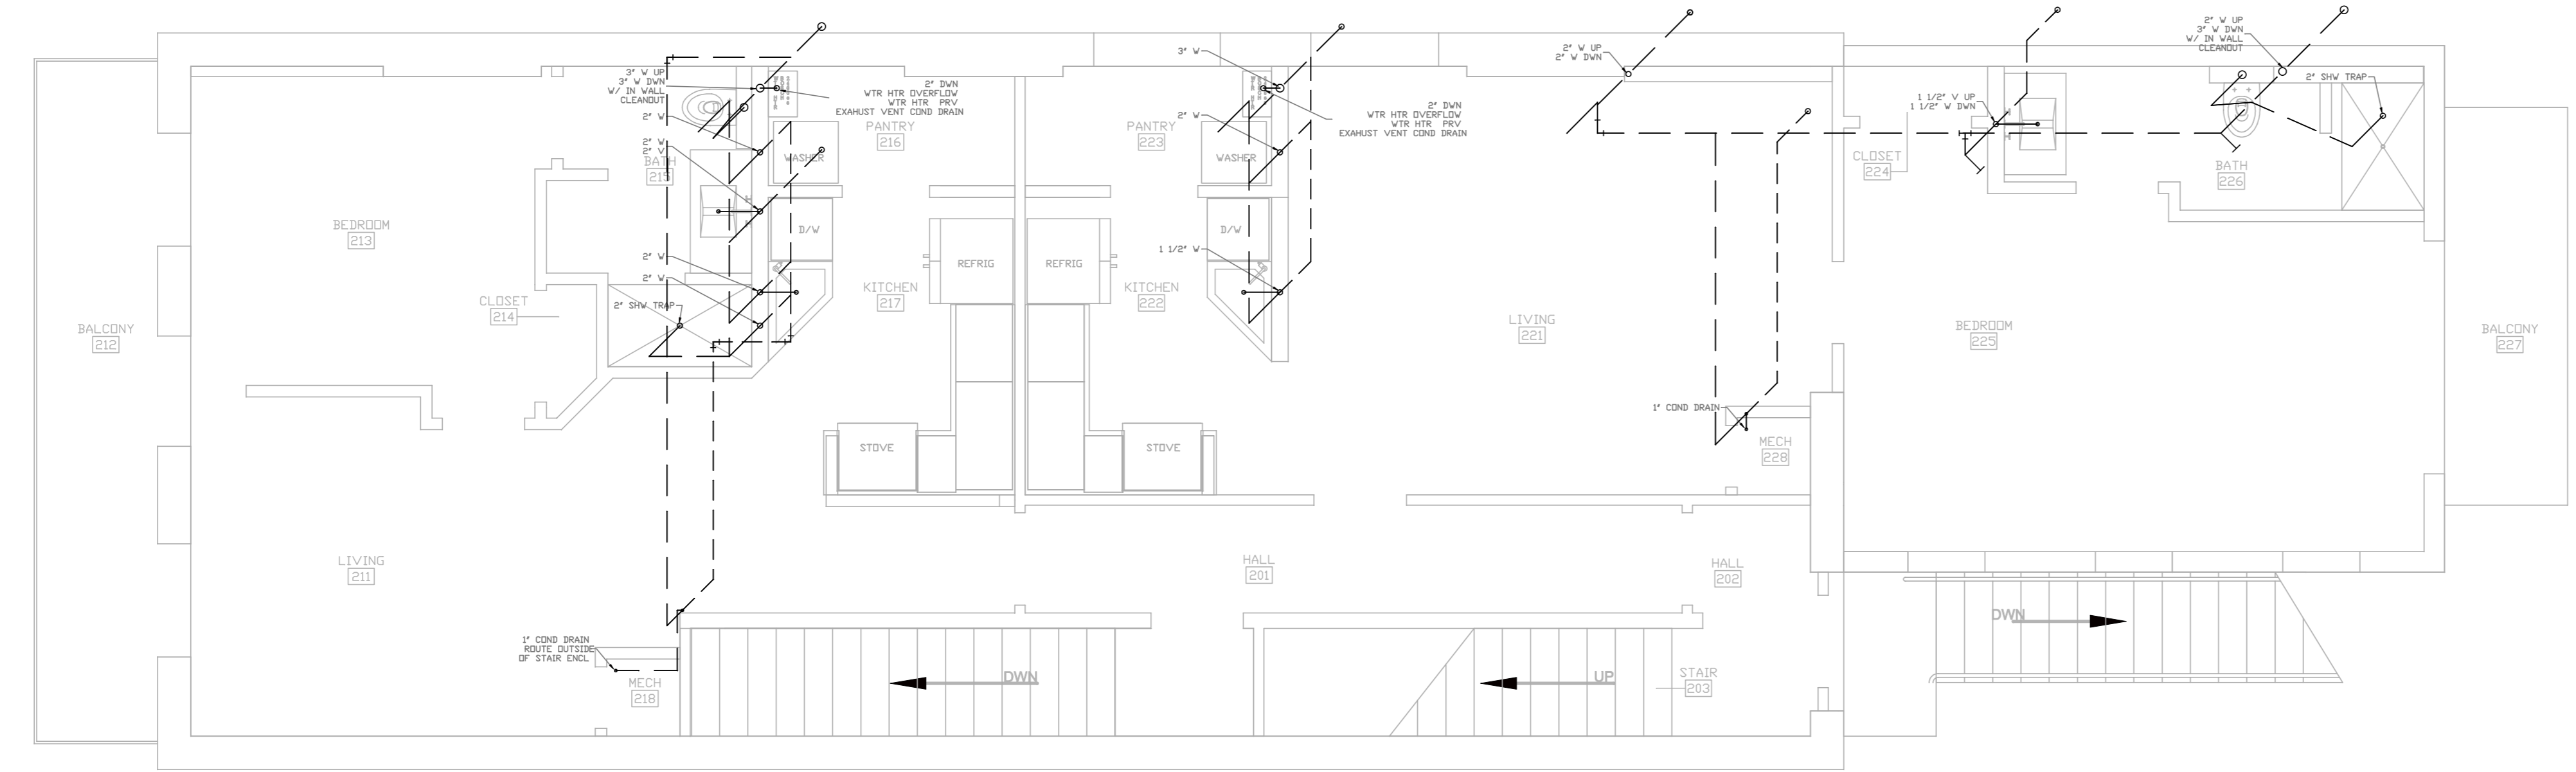 3" W UP
3" W DWN
W/ IN WALL
CLEANOUT
2" W
2" W
2" V
2" W
2" W
2" SHW TRAP
2" DWN
WTR HTR OVERFLOW
WTR HTR PRV
EXAHUST VENT COND DRAIN
PANTRY
216
BATH
215
WASHER
D/W
BEDROOM
213
CLOSET
214
BALCONY
212
KITCHEN
217
REFRIG
REFRIG
STOVE
STOVE
3" W
2" W
1 1/2" W
PANTRY
223
WASHER
D/W
KITCHEN
222
2" DWN
WTR HTR OVERFLOW
WTR HTR PRV
EXAHUST VENT COND DRAIN
2" W UP
2" W DWN
LIVING
221
1" COND DRAIN
MECH
228
CLOSET
224
1 1/2" V UP
1 1/2" W DWN
2" W UP
3" W DWN
W/ IN WALL
CLEANOUT
2" SHW TRAP
BATH
226
BEDROOM
225
BALCONY
227
LIVING
211
1" COND DRAIN
ROUTE OUTSIDE
OF STAIR ENCL
MECH
218
HALL
201
HALL
202
DWN
UP
STAIR
203
DWN